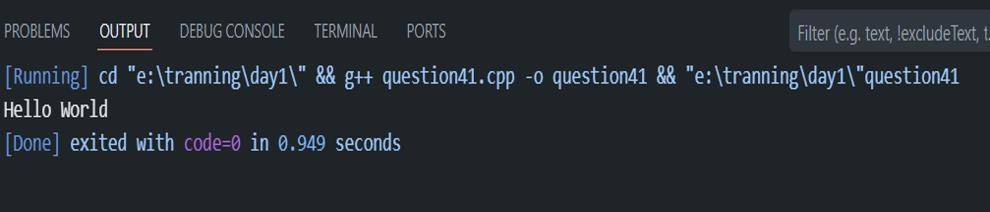 PROBLEMS OUTPUT DEBUG CONSOLE TERMINAL PORTS Filter (e.g. text, !excludeText, t.
[Running] cd "e:\tranning\day1\" && g++ question41.cpp -o question41 && "e:\tranning\day1\"question41
Hello World
[Done] exited with code=0 in 0.949 seconds